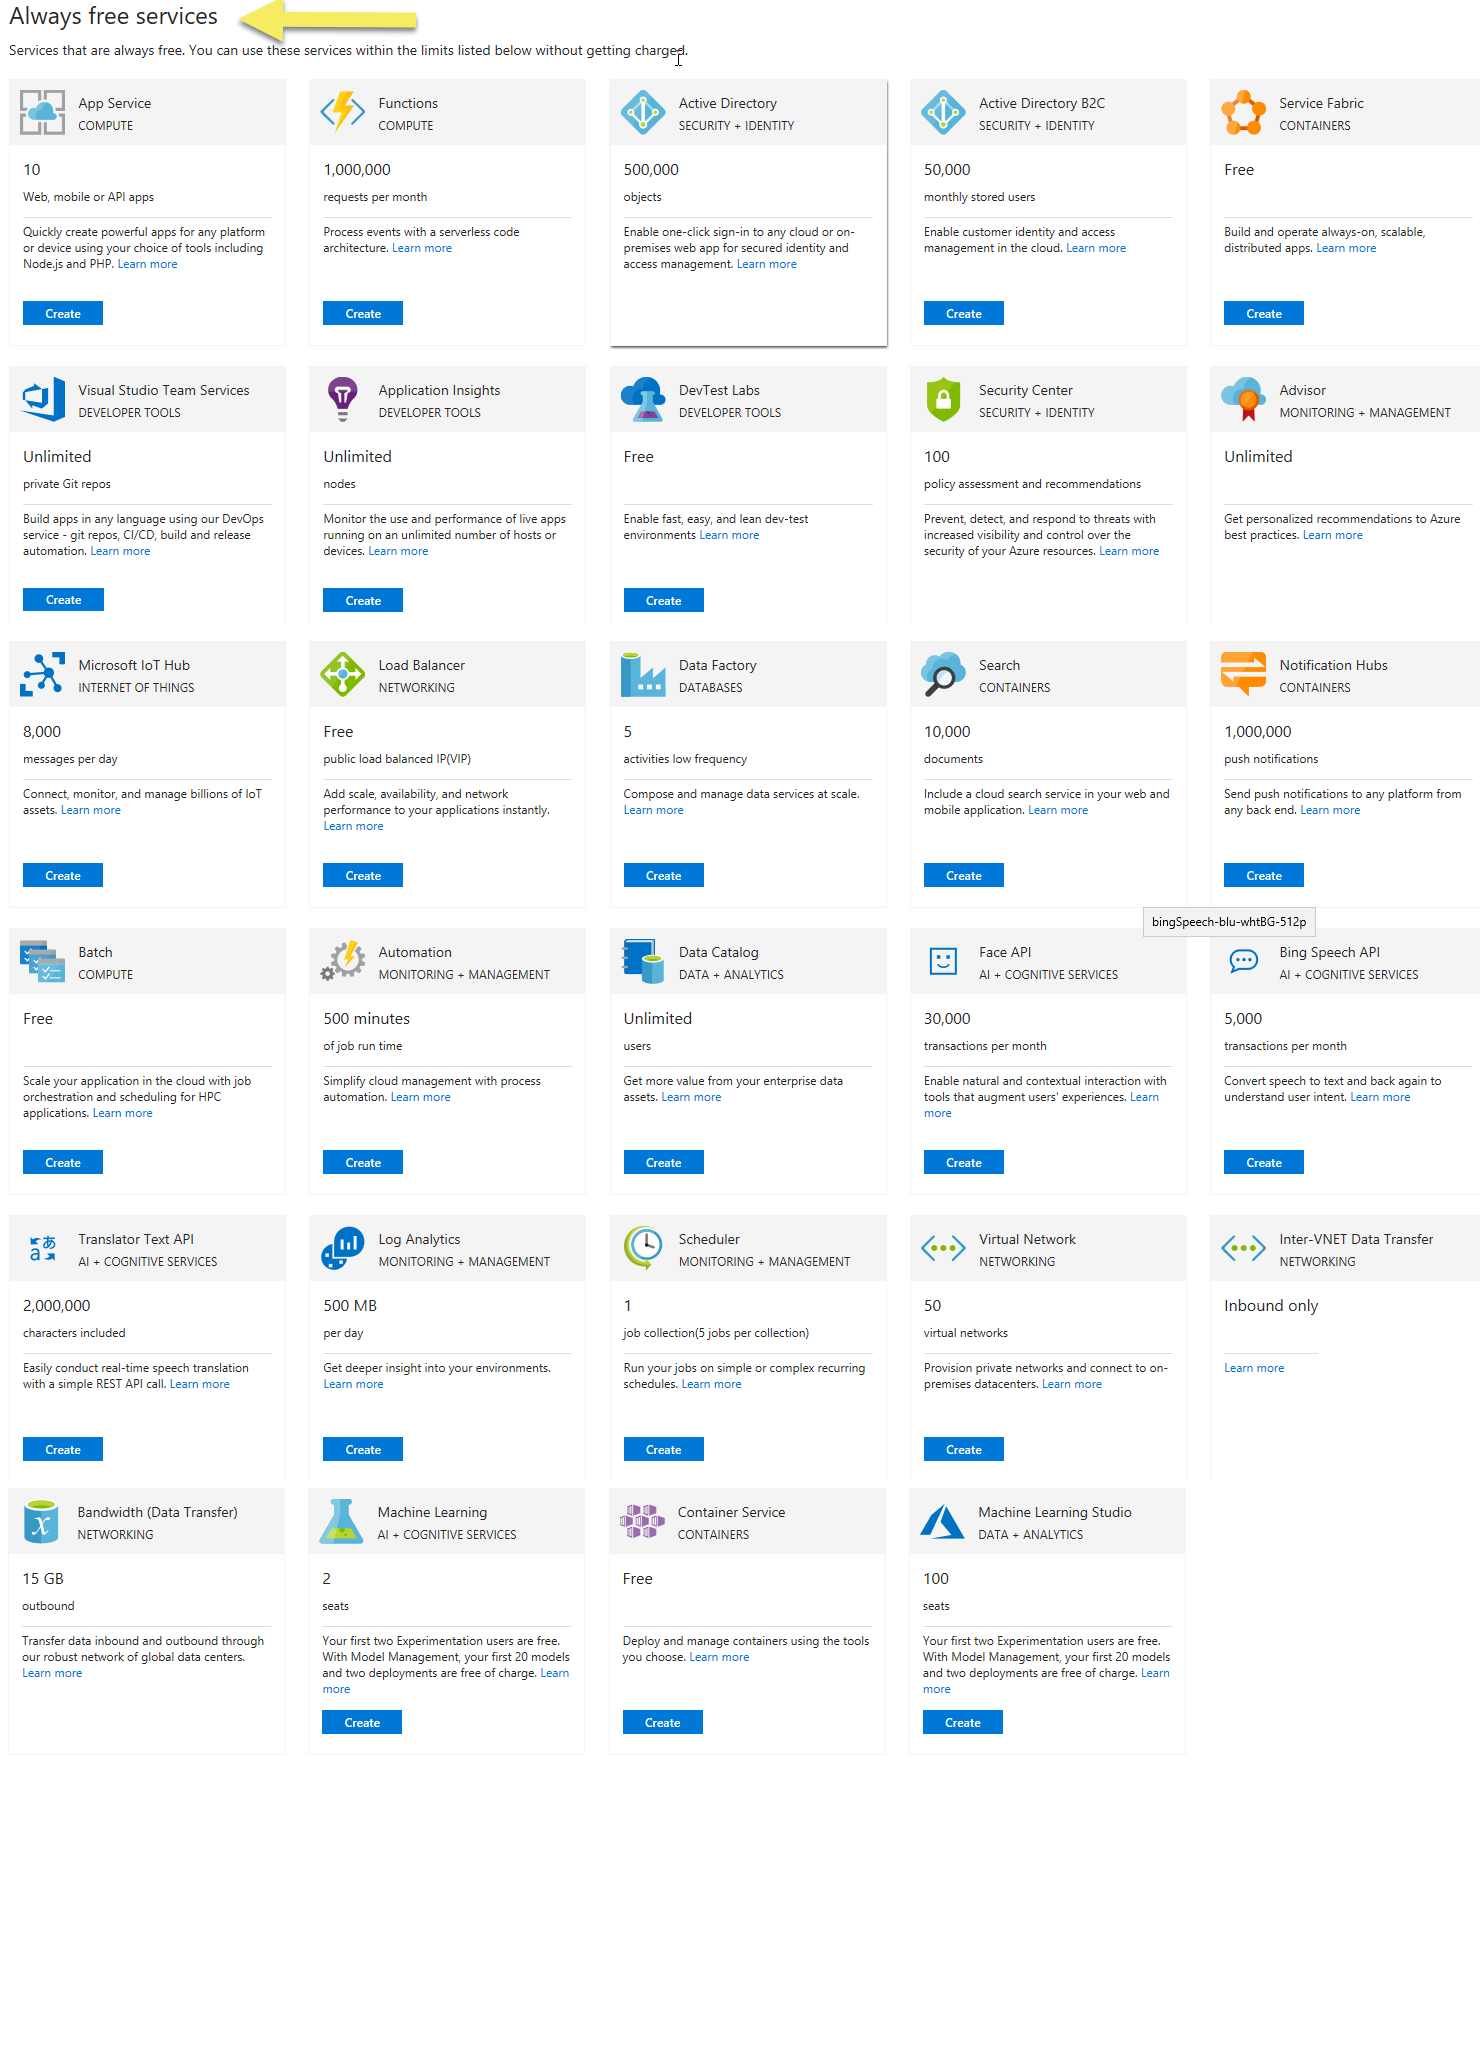 Always free services
Services that are always free. You can use these services within the limits listed below without getting charged.
App Service
COMPUTE
10
Web, mobile or API apps
Quickly create powerful apps for any platform
or device using your choice of tools including
Node.js and PHP. Learn more
Create
Functions
COMPUTE
1,000,000
requests per month
Process events with a serverless code
architecture. Learn more
Create
Active Directory
SECURITY + IDENTITY
500,000
objects
Enable one-click sign-in to any cloud or on-
premises web app for secured identity and
access management. Learn more
Active Directory B2C
SECURITY + IDENTITY
50,000
monthly stored users
Enable customer identity and access
management in the cloud. Learn more
Create
Service Fabric
CONTAINERS
Free
Build and operate always-on, scalable,
distributed apps. Learn more
Create
Visual Studio Team Services
DEVELOPER TOOLS
Unlimited
private Git repos
Build apps in any language using our DevOps
service - git repos, CI/CD, build and release
automation. Learn more
Create
Application Insights
DEVELOPER TOOLS
Unlimited
nodes
Monitor the use and performance of live apps
running on an unlimited number of hosts or
devices. Learn more
Create
DevTest Labs
DEVELOPER TOOLS
Free
Enable fast, easy, and lean dev-test
environments Learn more
Create
Security Center
SECURITY + IDENTITY
100
policy assessment and recommendations
Prevent, detect, and respond to threats with
increased visibility and control over the
security of your Azure resources. Learn more
Advisor
MONITORING + MANAGEMENT
Unlimited
Get personalized recommendations to Azure
best practices. Learn more
Microsoft IoT Hub
INTERNET OF THINGS
8,000
messages per day
Connect, monitor, and manage billions of IoT
assets. Learn more
Create
Load Balancer
NETWORKING
Free
public load balanced IP(VIP)
Add scale, availability, and network
performance to your applications instantly.
Learn more
Create
Data Factory
DATABASES
5
activities low frequency
Compose and manage data services at scale.
Learn more
Create
Search
CONTAINERS
10,000
documents
Include a cloud search service in your web and
mobile application. Learn more
Create
Notification Hubs
CONTAINERS
1,000,000
push notifications
Send push notifications to any platform from
any back end. Learn more
Create
bingSpeech-blu-whtBG-512p
Batch
COMPUTE
Free
Scale your application in the cloud with job
orchestration and scheduling for HPC
applications. Learn more
Create
Automation
MONITORING + MANAGEMENT
500 minutes
of job run time
Simplify cloud management with process
automation. Learn more
Create
Data Catalog
DATA + ANALYTICS
Unlimited
users
Get more value from your enterprise data
assets. Learn more
Create
Face API
AI + COGNITIVE SERVICES
30,000
transactions per month
Enable natural and contextual interaction with
tools that augment users' experiences. Learn
more
Create
Bing Speech API
AI + COGNITIVE SERVICES
5,000
transactions per month
Convert speech to text and back again to
understand user intent. Learn more
Create
a あ
Translator Text API
AI + COGNITIVE SERVICES
2,000,000
characters included
Easily conduct real-time speech translation
with a simple REST API call. Learn more
Create
Log Analytics
MONITORING + MANAGEMENT
500 MB
per day
Get deeper insight into your environments.
Learn more
Create
Scheduler
MONITORING + MANAGEMENT
1
job collection(5 jobs per collection)
Run your jobs on simple or complex recurring
schedules. Learn more
Create
Virtual Network
NETWORKING
50
virtual networks
Provision private networks and connect to on-
premises datacenters. Learn more
Create
Inter-VNET Data Transfer
NETWORKING
Inbound only
Learn more
X
Bandwidth (Data Transfer)
NETWORKING
15 GB
outbound
Transfer data inbound and outbound through
our robust network of global data centers.
Learn more
Machine Learning
AI + COGNITIVE SERVICES
2
seats
Your first two Experimentation users are free.
With Model Management, your first 20 models
and two deployments are free of charge. Learn
more
Create
Container Service
CONTAINERS
Free
Deploy and manage containers using the tools
you choose. Learn more
Create
Machine Learning Studio
DATA + ANALYTICS
100
seats
Your first two Experimentation users are free.
With Model Management, your first 20 models
and two deployments are free of charge. Learn
more
Create